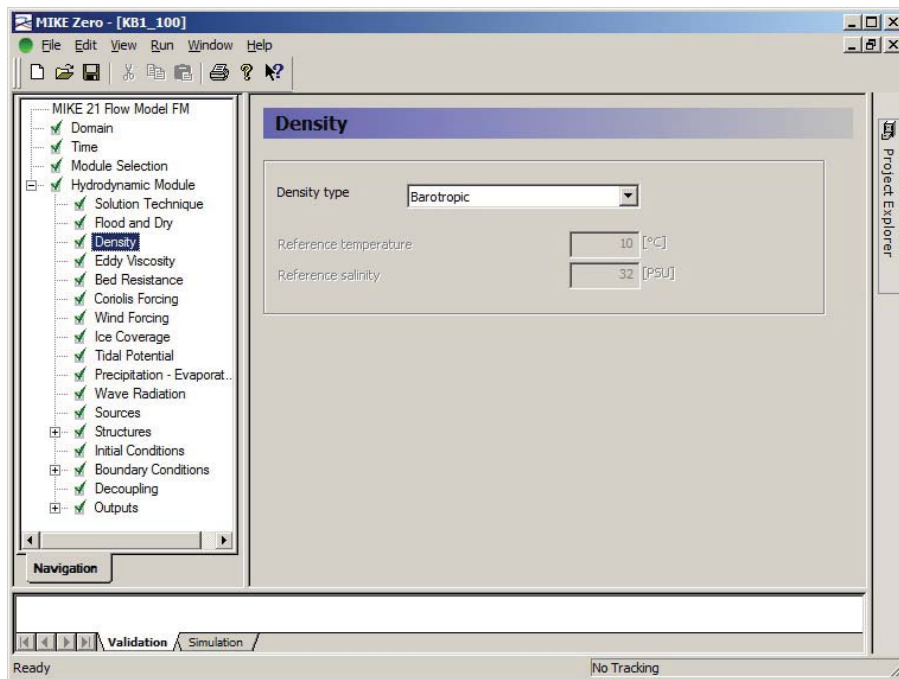 MIKE Zero - [KB1_100]
File Edit View Run Window Help
MIKE 21 Flow Model FM
Domain
Time
Module Selection
Hydrodynamic Module
Solution Technique
Flood and Dry
Density
Eddy Viscosity
Bed Resistance
Coriolis Forcing
Wind Forcing
Ice Coverage
Tidal Potential
Precipitation - Evaporat..
Wave Radiation
Sources
Structures
Initial Conditions
Boundary Conditions
Decoupling
Outputs
Navigation
Density
Density type Barotropic
Reference temperature 10 [°C]
Reference salinity 32 [PSU]
Project Explorer
Validation Simulation
Ready No Tracking